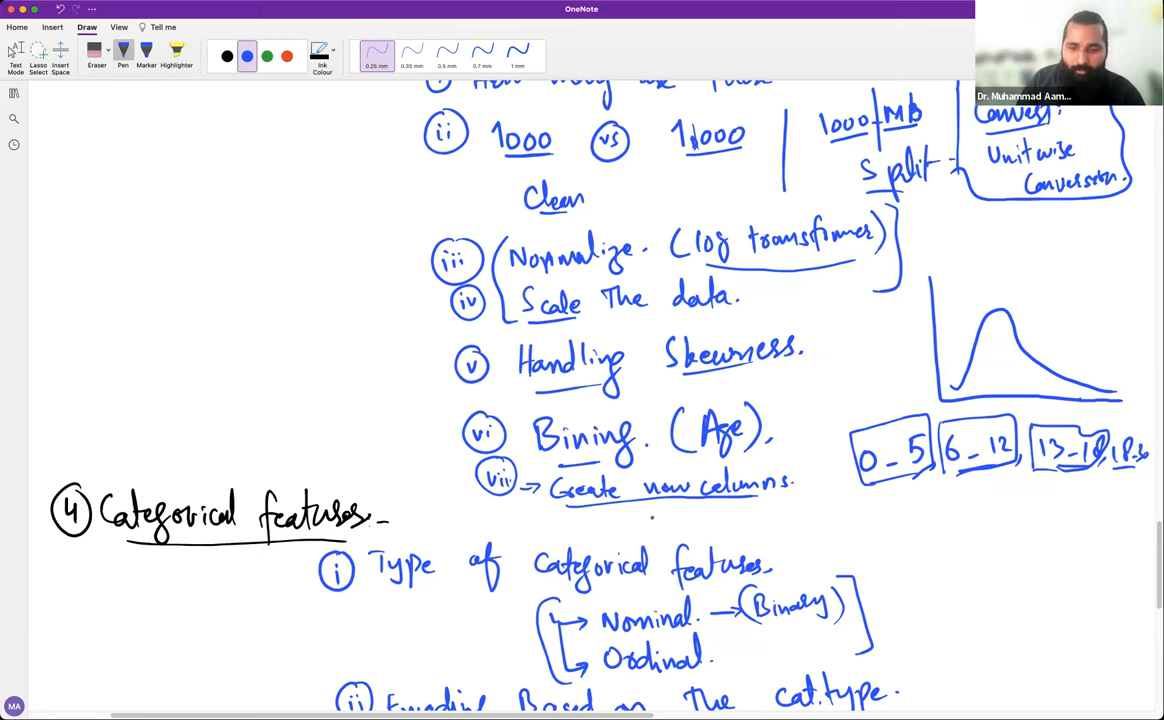 OneNote
Home Insert Draw View Tell me
Text Mode Lasso Select Insert Space Eraser Pen Marker Highlighter Ink Colour 0.25 mm 0.35 mm 0.5 mm 0.7 mm 1 mm
Dr. Muhammad Aam...
ii 1000 vs 1,000 1000 MB
Split
Unitwise
Conversion.
Clean
iii Normalize. (log transformer)
iv Scale The data.
v Handling Skewness.
vi Bining. (Age),
0 _ 5, 6 _ 12, 13 _ 18, 18-30
vii → Create new columns.
4 Categorical features.
i Type of Categorical features.
→ Nominal. → (Binary)
→ Ordinal.
ii Encoding Based on The cat.type.
MA